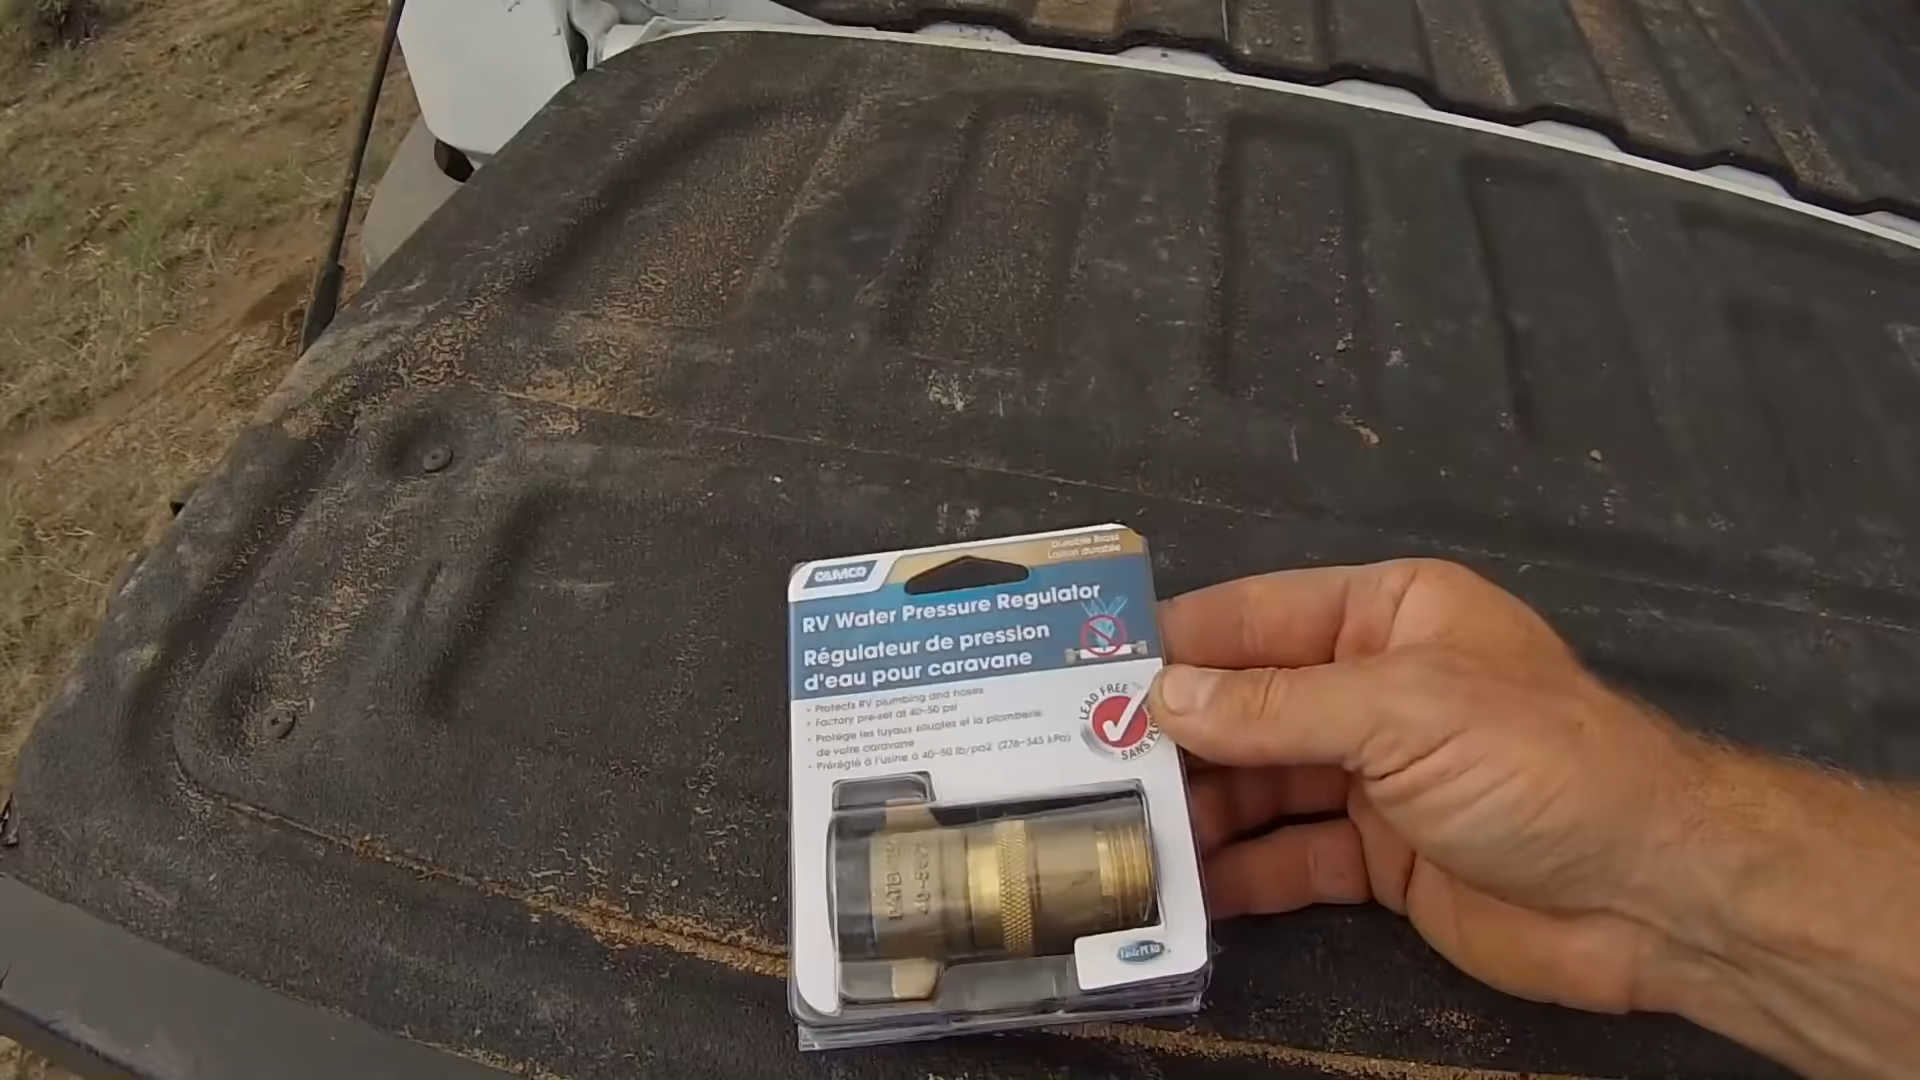 CAMCO
Durable Brass
Laiton durable
RV Water Pressure Regulator
Régulateur de pression
d'eau pour caravane
• Protects RV plumbing and hoses
• Factory pre-set at 40-50 psi
• Protège les tuyaux souples et la plomberie
de votre caravane
• Préréglé à l'usine à 40-50 lb/po2 (276-345 kPa)
LEAD FREE
SANS
TastePURE